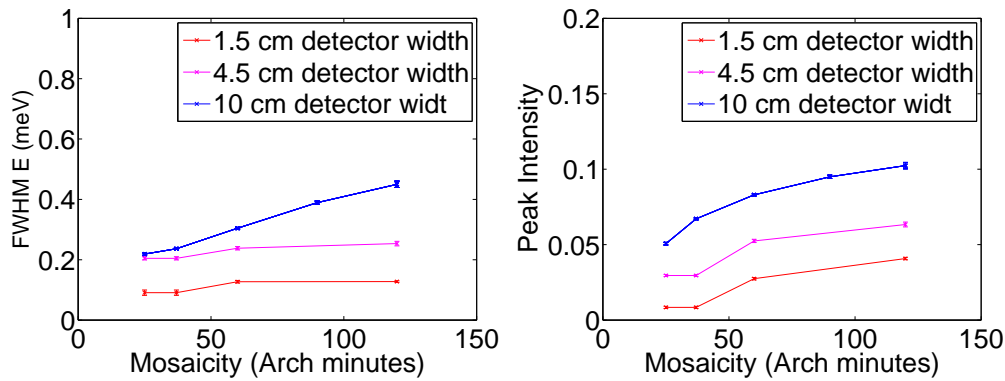 1
0.8
0.6
0.4
0.2
0
FWHM E (meV)
1.5 cm detector width
4.5 cm detector width
10 cm detector widt
0
50
100
150
Mosaicity (Arch minutes)
0.2
0.15
0.1
0.05
0
Peak Intensity
1.5 cm detector width
4.5 cm detector width
10 cm detector widt
0
50
100
150
Mosaicity (Arch minutes)